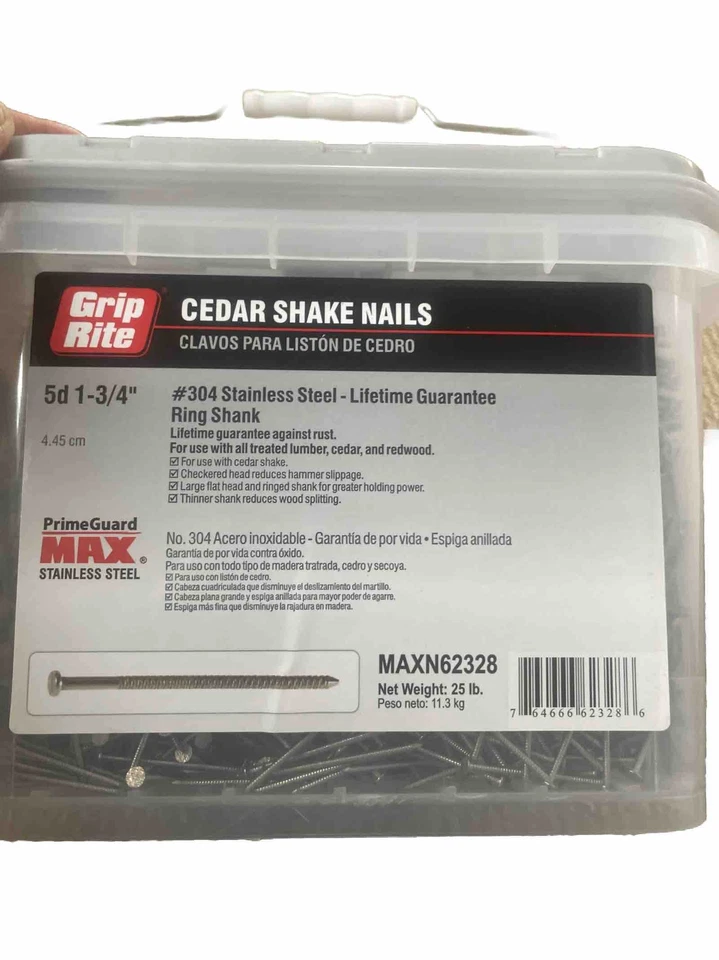 Grip
Rite
CEDAR SHAKE NAILS
CLAVOS PARA LISTÓN DE CEDRO
5d 1-3/4"
4.45 cm
#304 Stainless Steel - Lifetime Guarantee
Ring Shank
Lifetime guarantee against rust.
For use with all treated lumber, cedar, and redwood.
☑ For use with cedar shake.
☑ Checkered head reduces hammer slippage.
☑ Large flat head and ringed shank for greater holding power.
☑ Thinner shank reduces wood splitting.
PrimeGuard
MAX®
STAINLESS STEEL
No. 304 Acero inoxidable - Garantía de por vida • Espiga anillada
Garantía de por vida contra óxido.
Para uso con todo tipo de madera tratrada, cedro y secoya.
☑ Para uso con listón de cedro.
☑ Cabeza cuadriculada que disminuye el deslizamiento del martillo.
☑ Cabeza plana grande y espiga anillada para mayor poder de agarre.
☑ Espiga más fina que disminuye la rajadura en madera.
MAXN62328
Net Weight: 25 lb.
Peso neto: 11.3 kg
7 64666 62328 6